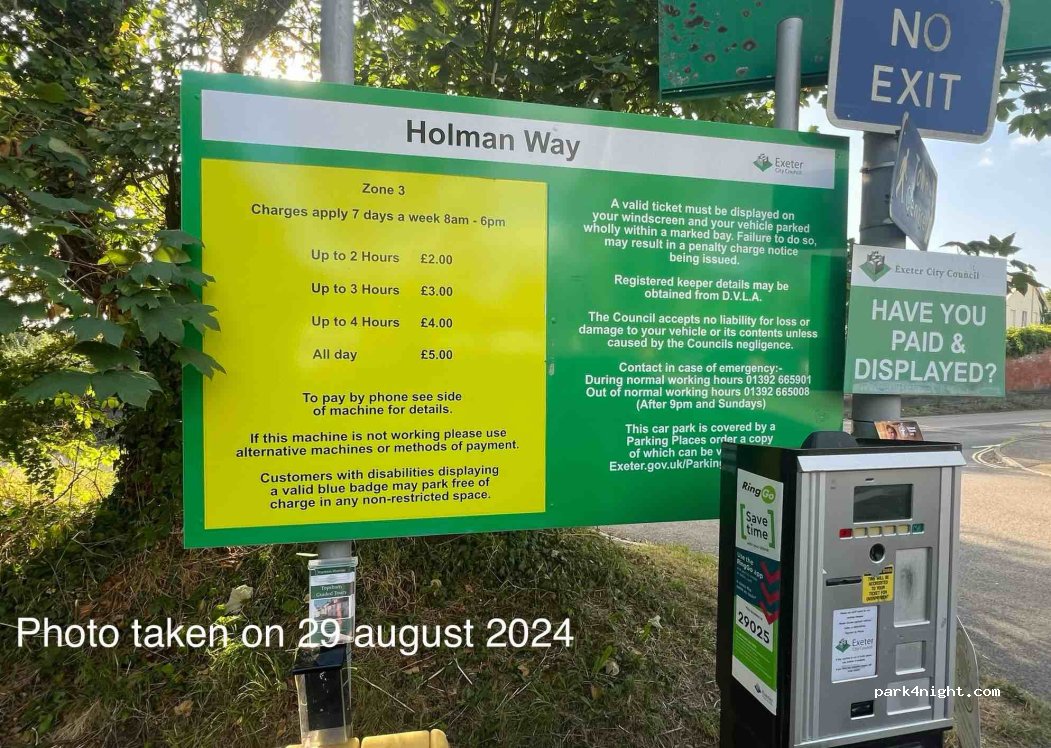 NO
EXIT
Holman Way
Exeter
City Council
Zone 3
Charges apply 7 days a week 8am - 6pm
Up to 2 Hours £2.00
Up to 3 Hours £3.00
Up to 4 Hours £4.00
All day £5.00
To pay by phone see side
of machine for details.
If this machine is not working please use
alternative machines or methods of payment.
Customers with disabilities displaying
a valid blue badge may park free of
charge in any non-restricted space.
A valid ticket must be displayed on
your windscreen and your vehicle parked
wholly within a marked bay. Failure to do so,
may result in a penalty charge notice
being issued.
Registered keeper details may be
obtained from D.V.L.A.
The Council accepts no liability for loss or
damage to your vehicle or its contents unless
caused by the Councils negligence.
Contact in case of emergency:-
During normal working hours 01392 665901
Out of normal working hours 01392 665008
(After 9pm and Sundays)
This car park is covered by a
Parking Places order a copy
of which can be v
Exeter.gov.uk/Parking
Exeter City Council
HAVE YOU
PAID &
DISPLAYED?
RingGo
Save
time
Use the
RingGo app
29025
Exeter
Topsham
Guided Tours
Photo taken on 29 august 2024
park4night.com